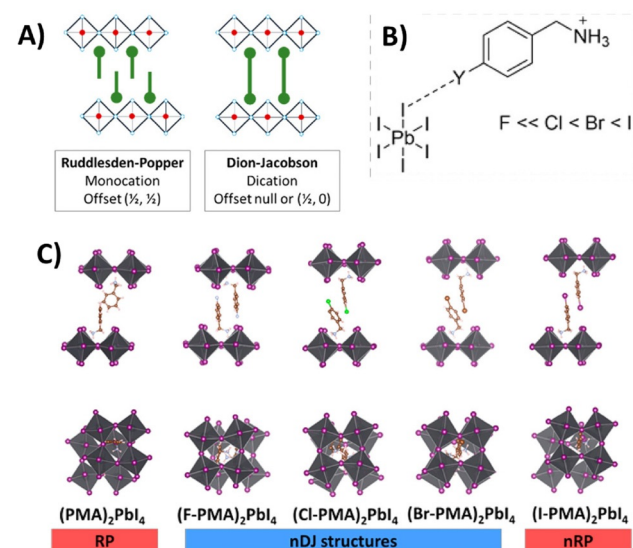 A)
Ruddlesden-Popper
Monocation
Offset (½, ½)
Dion-Jacobson
Dication
Offset null or (½, 0)
B)
+
NH₃
Y
I
I I
Pb
I I
I
F << Cl < Br < I
C)
(PMA)₂PbI₄ (F-PMA)₂PbI₄ (Cl-PMA)₂PbI₄ (Br-PMA)₂PbI₄ (I-PMA)₂PbI₄
RP nDJ structures nRP